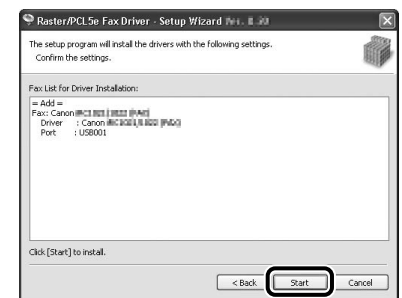 Raster/PCL5e Fax Driver - Setup Wizard
The setup program will install the drivers with the following settings.
Confirm the settings.
Fax List for Driver Installation:
= Add =
Fax: Canon
Driver : Canon
Port : USB001
Click [Start] to install.
< Back Start Cancel